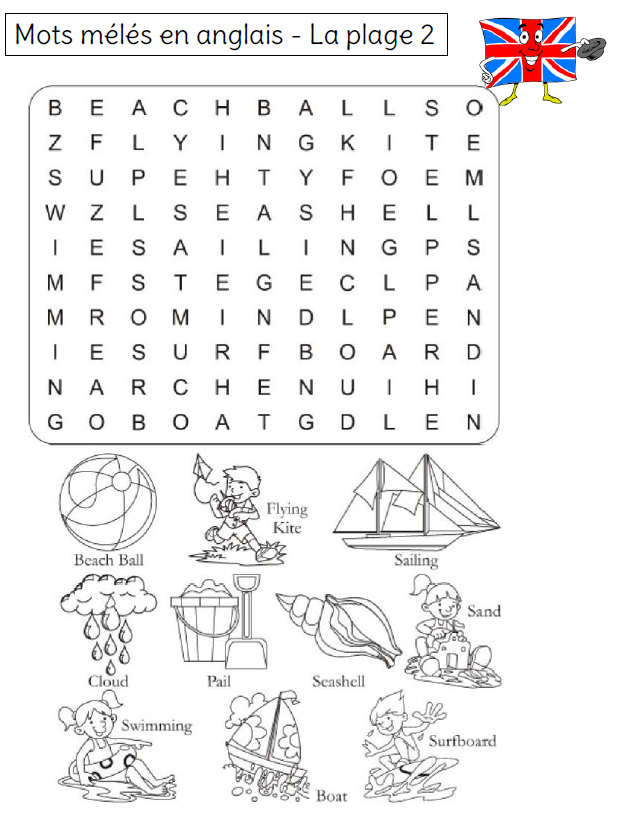 Mots mélés en anglais - La plage 2
B E A C H B A L L S O
Z F L Y I N G K I T E
S U P E H T Y F O E M
W Z L S E A S H E L L
I E S A I L I N G P S
M F S T E G E C L P A
M R O M I N D L P E N
I E S U R F B O A R D
N A R C H E N U I H I
G O B O A T G D L E N
Flying
Kite
Beach Ball
Sailing
Sand
Cloud
Pail
Seashell
Swimming
Surfboard
Boat